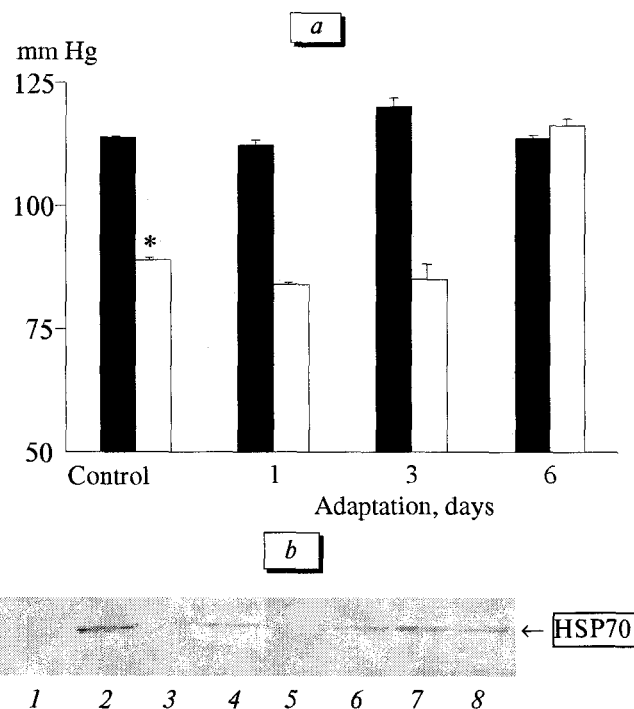 a
mm Hg
125
100
75
50
*
Control 1 3 6
Adaptation, days
b
← HSP70
1 2 3 4 5 6 7 8